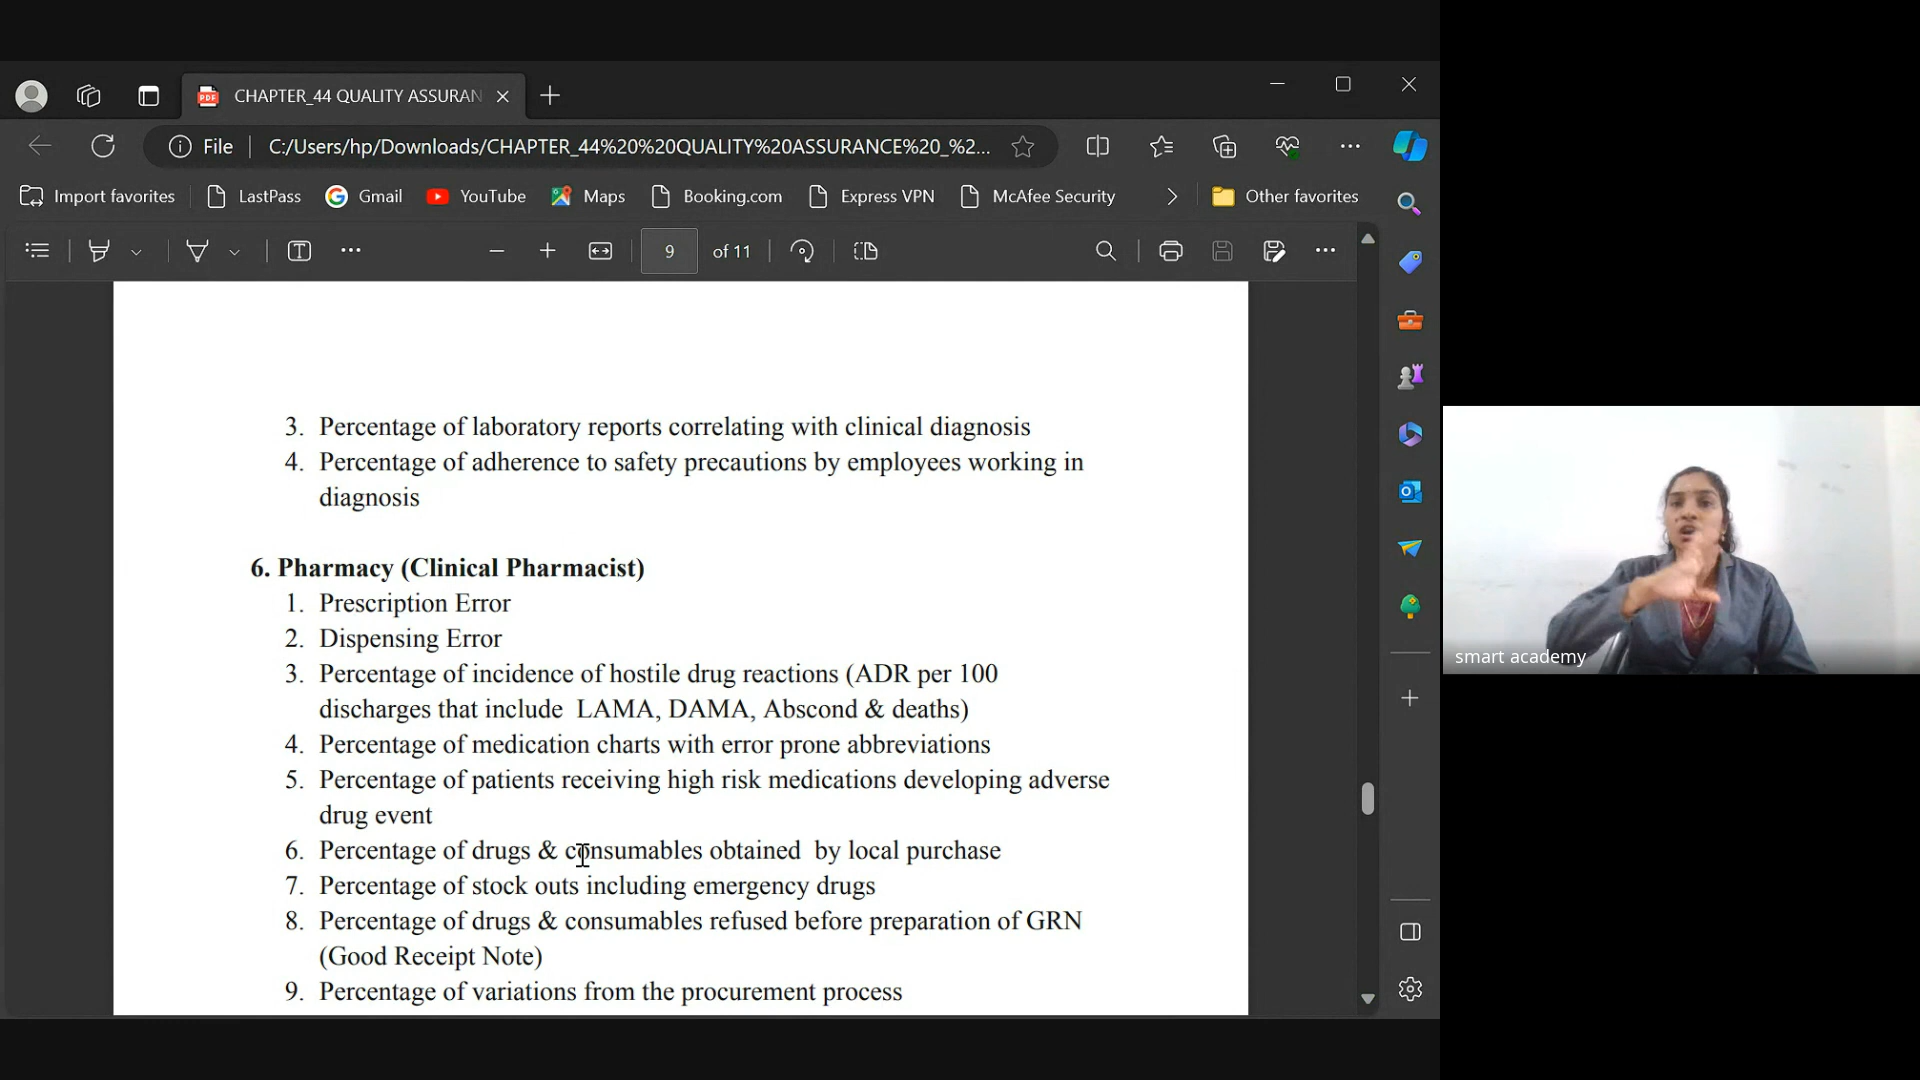 CHAPTER_44 QUALITY ASSURAN
File
C:/Users/hp/Downloads/CHAPTER_44%20%20QUALITY%20ASSURANCE%20_%2...
Import favorites
LastPass
Gmail
YouTube
Maps
Booking.com
Express VPN
McAfee Security
Other favorites
9 of 11
3. Percentage of laboratory reports correlating with clinical diagnosis
4. Percentage of adherence to safety precautions by employees working in
diagnosis
6. Pharmacy (Clinical Pharmacist)
1. Prescription Error
2. Dispensing Error
3. Percentage of incidence of hostile drug reactions (ADR per 100
discharges that include LAMA, DAMA, Abscond & deaths)
4. Percentage of medication charts with error prone abbreviations
5. Percentage of patients receiving high risk medications developing adverse
drug event
6. Percentage of drugs & consumables obtained by local purchase
7. Percentage of stock outs including emergency drugs
8. Percentage of drugs & consumables refused before preparation of GRN
(Good Receipt Note)
9. Percentage of variations from the procurement process
smart academy